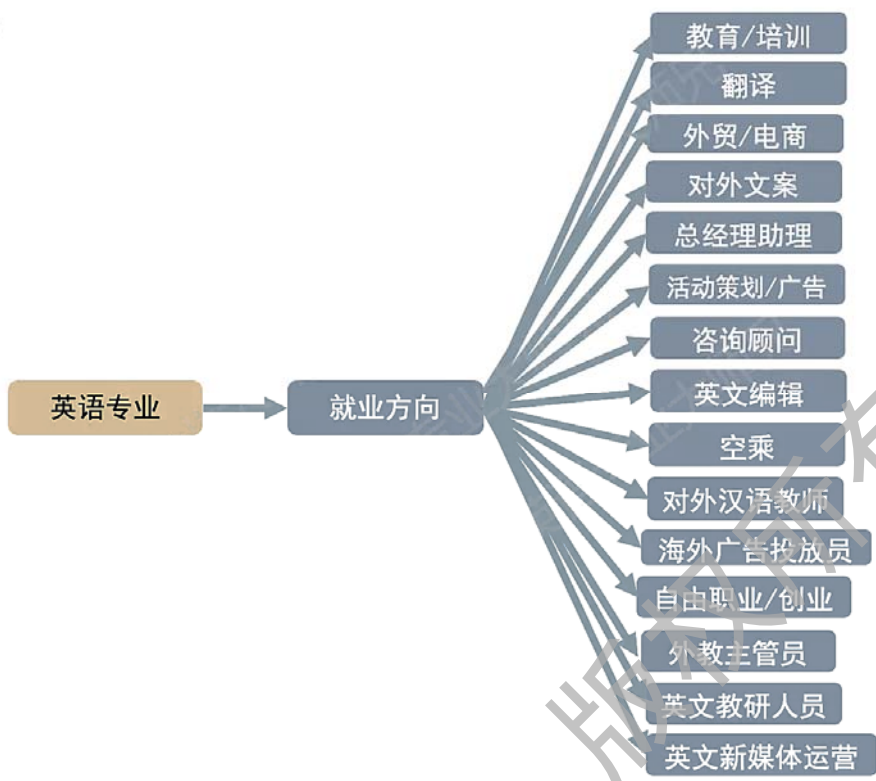 教育/培训
翻译
外贸/电商
对外文案
总经理助理
活动策划/广告
咨询顾问
英语专业
就业方向
英文编辑
空乘
对外汉语教师
海外广告投放员
自由职业/创业
外教主管员
英文教研人员
英文新媒体运营
版权所有